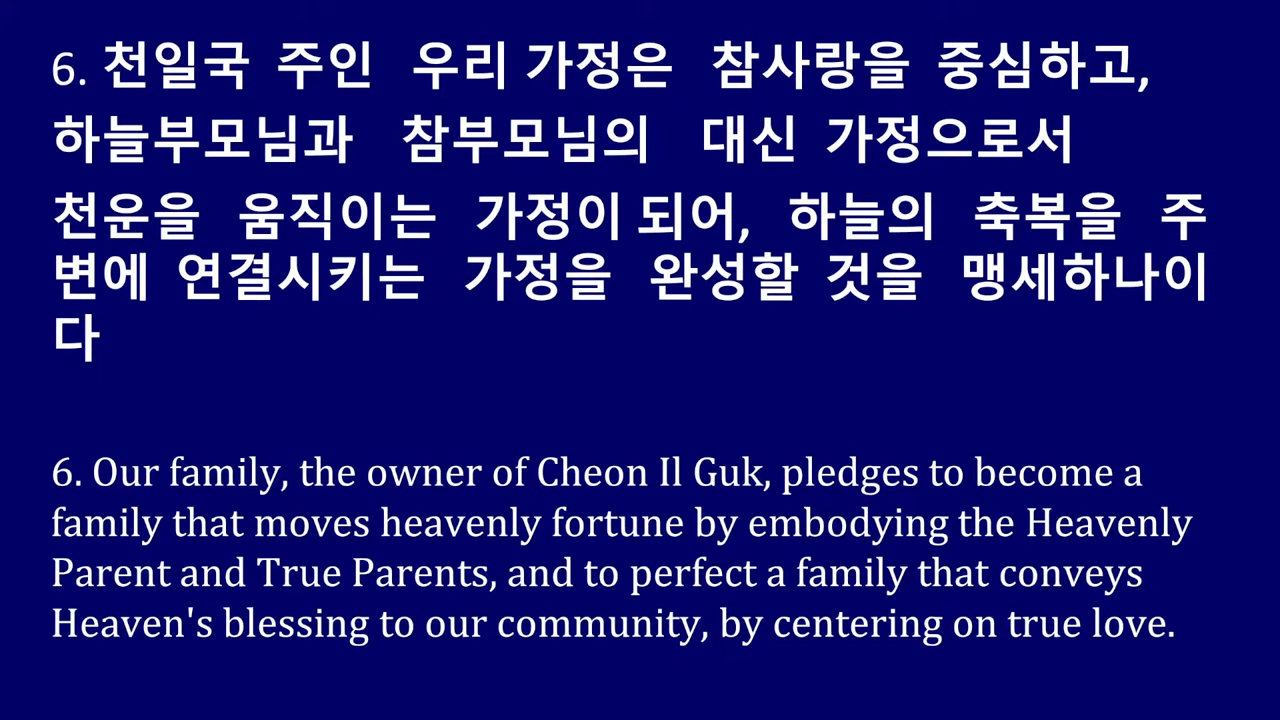 6. 천일국 주인 우리 가정은 참사랑을 중심하고,
하늘부모님과 참부모님의 대신 가정으로서
천운을 움직이는 가정이 되어, 하늘의 축복을 주
변에 연결시키는 가정을 완성할 것을 맹세하나이
다
6. Our family, the owner of Cheon Il Guk, pledges to become a
family that moves heavenly fortune by embodying the Heavenly
Parent and True Parents, and to perfect a family that conveys
Heaven's blessing to our community, by centering on true love.